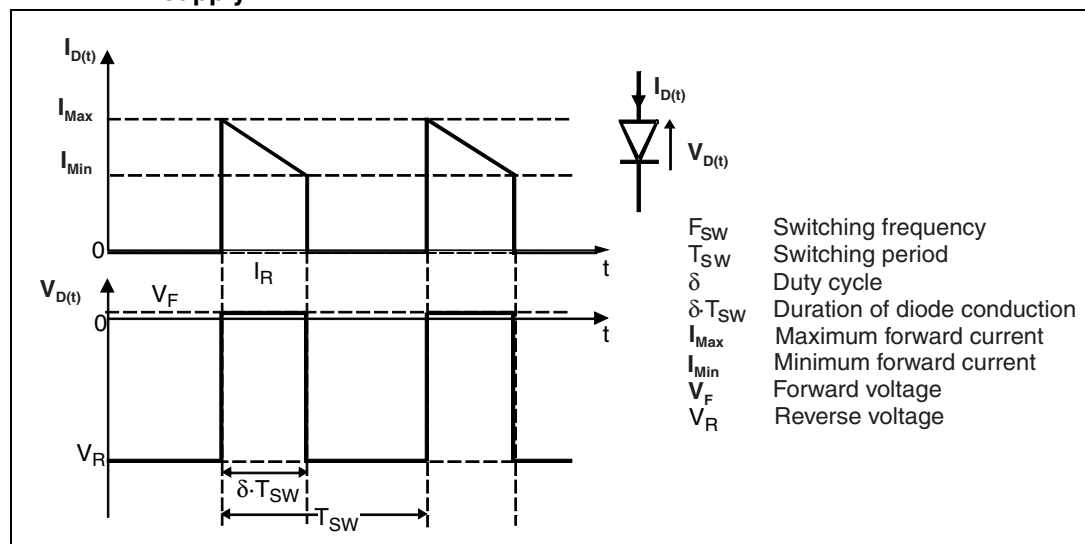 supply
I_D(t)
I_Max
I_Min
0
I_R
t
V_D(t)
V_F
0
t
V_R
δ·T_SW
T_SW
I_D(t)
V_D(t)
F_SW Switching frequency
T_SW Switching period
δ Duty cycle
δ·T_SW Duration of diode conduction
I_Max Maximum forward current
I_Min Minimum forward current
V_F Forward voltage
V_R Reverse voltage